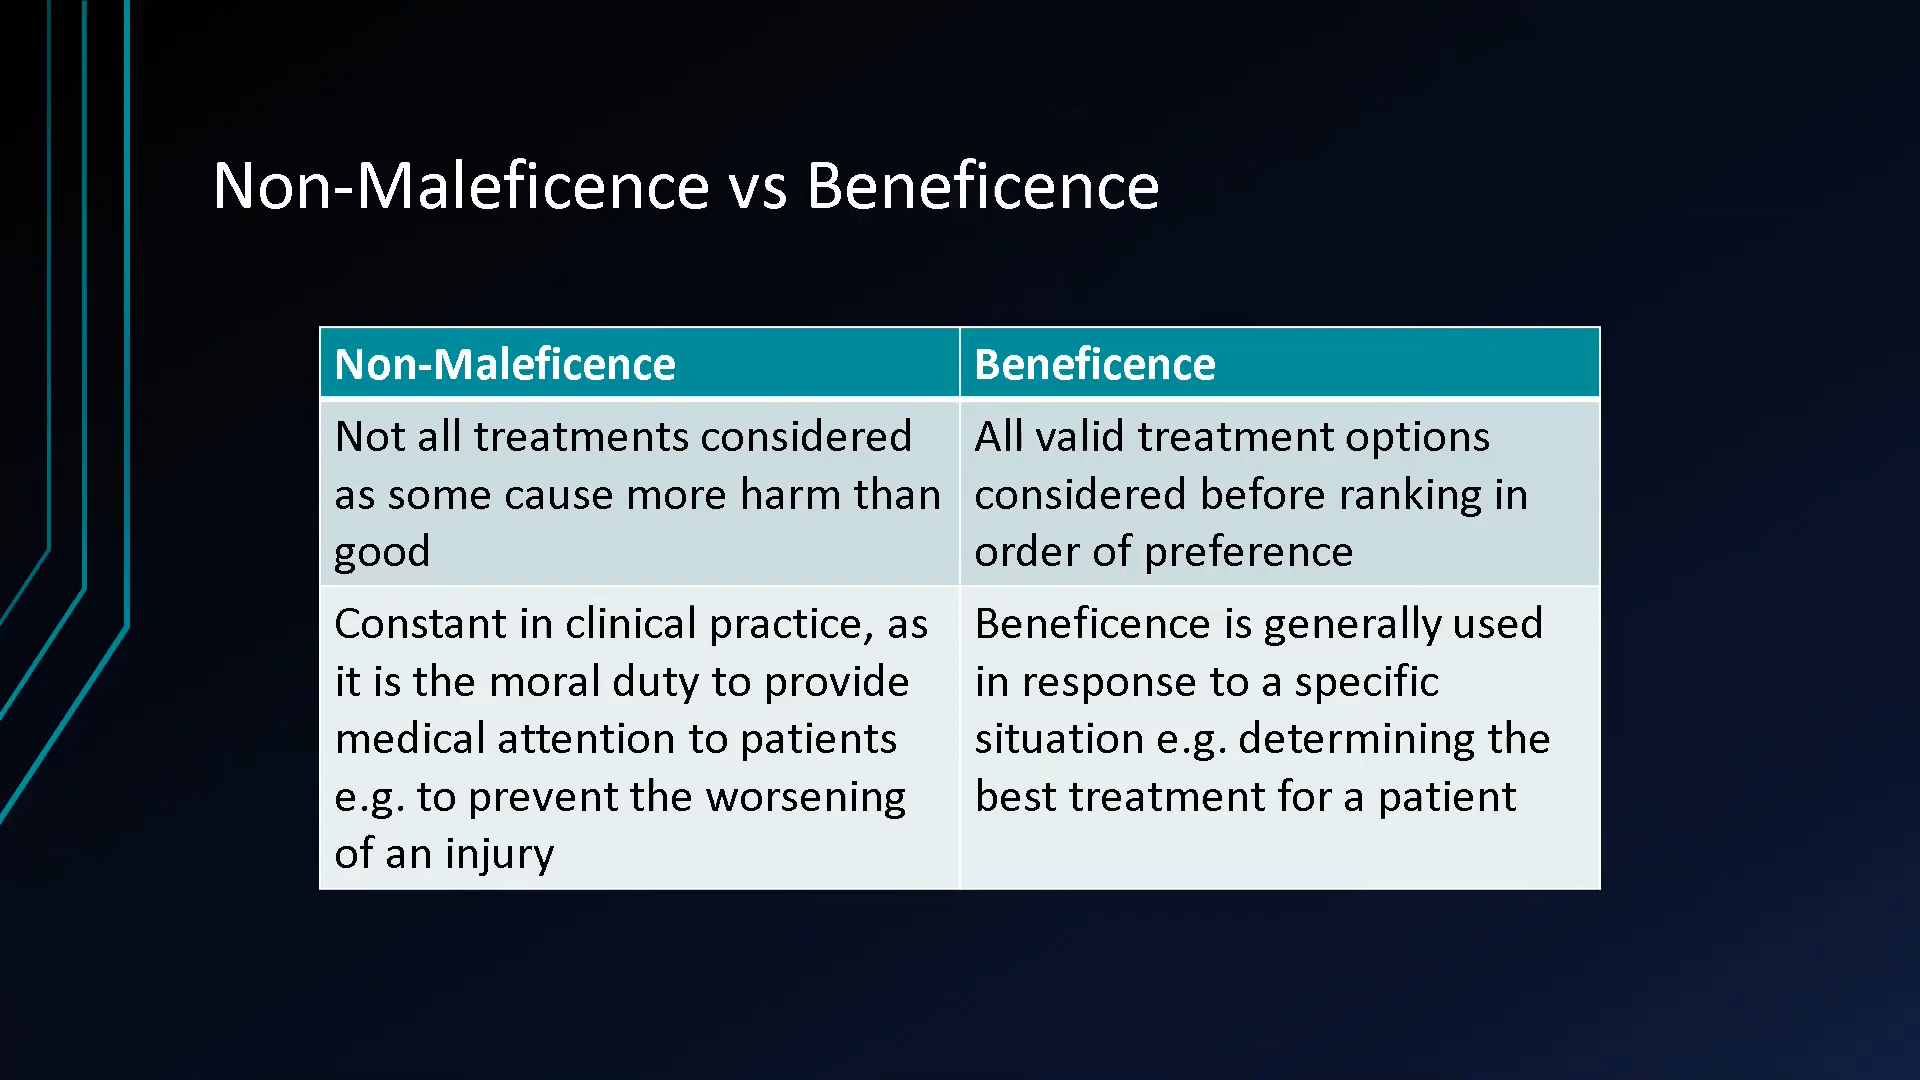 Non-Maleficence vs Beneficence
Non-Maleficence
Beneficence
Not all treatments considered
as some cause more harm than
good
All valid treatment options
considered before ranking in
order of preference
Constant in clinical practice, as
it is the moral duty to provide
medical attention to patients
e.g. to prevent the worsening
of an injury
Beneficence is generally used
in response to a specific
situation e.g. determining the
best treatment for a patient